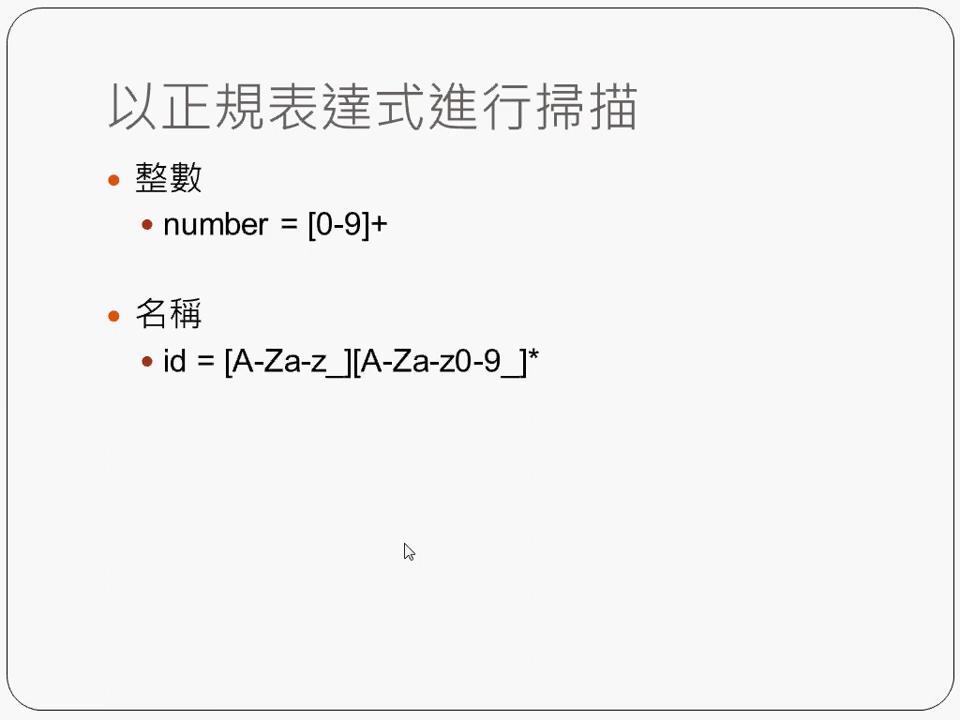 以正規表達式進行掃描
整數
number = [0-9]+
名稱
id = [A-Za-z_][A-Za-z0-9_]*